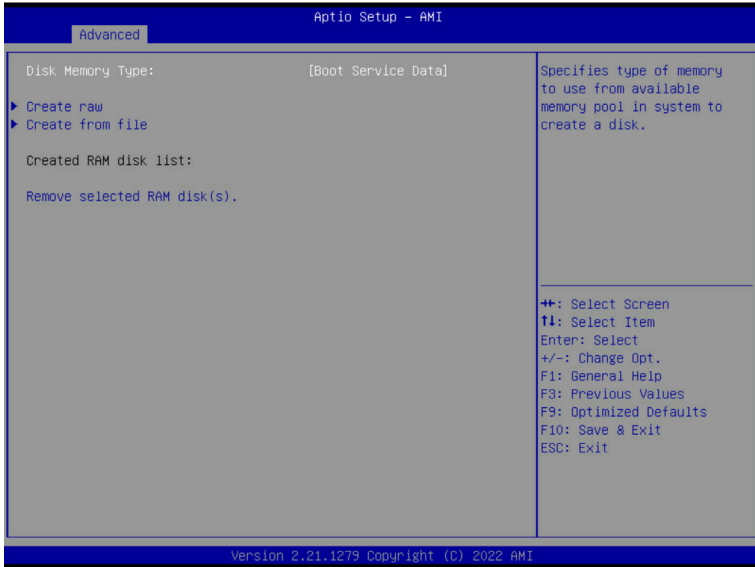 Aptio Setup – AMI
Advanced
Disk Memory Type: [Boot Service Data]
Create raw
Create from file
Created RAM disk list:
Remove selected RAM disk(s).
Specifies type of memory
to use from available
memory pool in system to
create a disk.
→←: Select Screen
↑↓: Select Item
Enter: Select
+/-: Change Opt.
F1: General Help
F3: Previous Values
F9: Optimized Defaults
F10: Save & Exit
ESC: Exit
Version 2.21.1279 Copyright (C) 2022 AMI